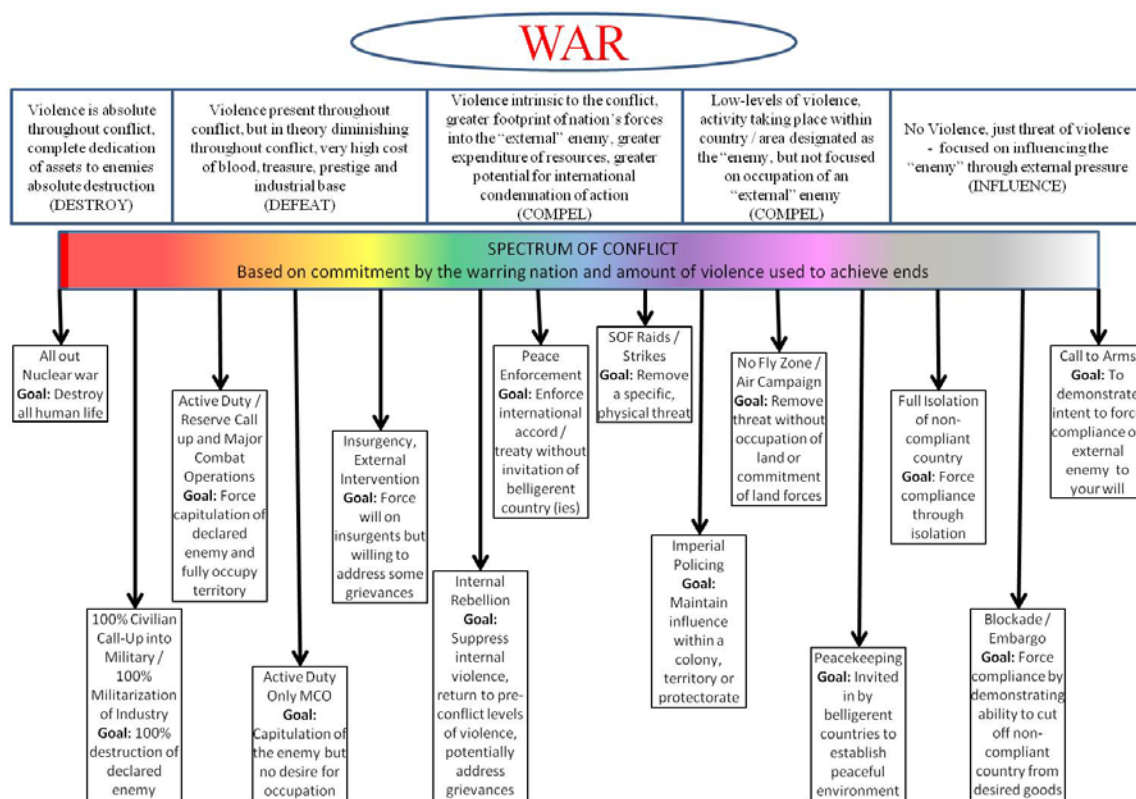 WAR
Violence is absolute
throughout conflict,
complete dedication
of assets to enemies
absolute destruction
(DESTROY)
Violence present throughout
conflict, but in theory diminishing
throughout conflict, very high cost
of blood, treasure, prestige and
industrial base
(DEFEAT)
Violence intrinsic to the conflict,
greater footprint of nation's forces
into the "external" enemy, greater
expenditure of resources, greater
potential for international
condemnation of action
(COMPEL)
Low-levels of violence,
activity taking place within
country / area designated as
the "enemy, but not focused
on occupation of an
"external" enemy
(COMPEL)
No Violence, just threat of violence
- focused on influencing the
"enemy" through external pressure
(INFLUENCE)
SPECTRUM OF CONFLICT
Based on commitment by the warring nation and amount of violence used to achieve ends
All out
Nuclear war
Goal: Destroy
all human life
100% Civilian
Call-Up into
Military /
100%
Militarization
of Industry
Goal: 100%
destruction of
declared
enemy
Active Duty /
Reserve Call
up and Major
Combat
Operations
Goal: Force
capitulation of
declared
enemy and
fully occupy
territory
Active Duty
Only MCO
Goal:
Capitulation of
the enemy but
no desire for
occupation
Insurgency,
External
Intervention
Goal: Force
will on
insurgents but
willing to
address some
grievances
Internal
Rebellion
Goal:
Suppress
internal
violence,
return to pre-
conflict levels
of violence,
potentially
address
grievances
Peace
Enforcement
Goal: Enforce
international
accord /
treaty without
invitation of
belligerent
country (ies)
SOF Raids /
Strikes
Goal: Remove
a specific,
physical threat
Imperial
Policing
Goal:
Maintain
influence
within a
colony,
territory or
protectorate
No Fly Zone /
Air Campaign
Goal: Remove
threat without
occupation of
land or
commitment
of land forces
Peacekeeping
Goal: Invited
in by
belligerent
countries to
establish
peaceful
environment
Full Isolation
of non-
compliant
country
Goal: Force
compliance
through
isolation
Blockade /
Embargo
Goal: Force
compliance by
demonstrating
ability to cut
off non-
compliant
country from
desired goods
Call to Arms
Goal: To
demonstrate
intent to force
compliance of
external
enemy to
your will